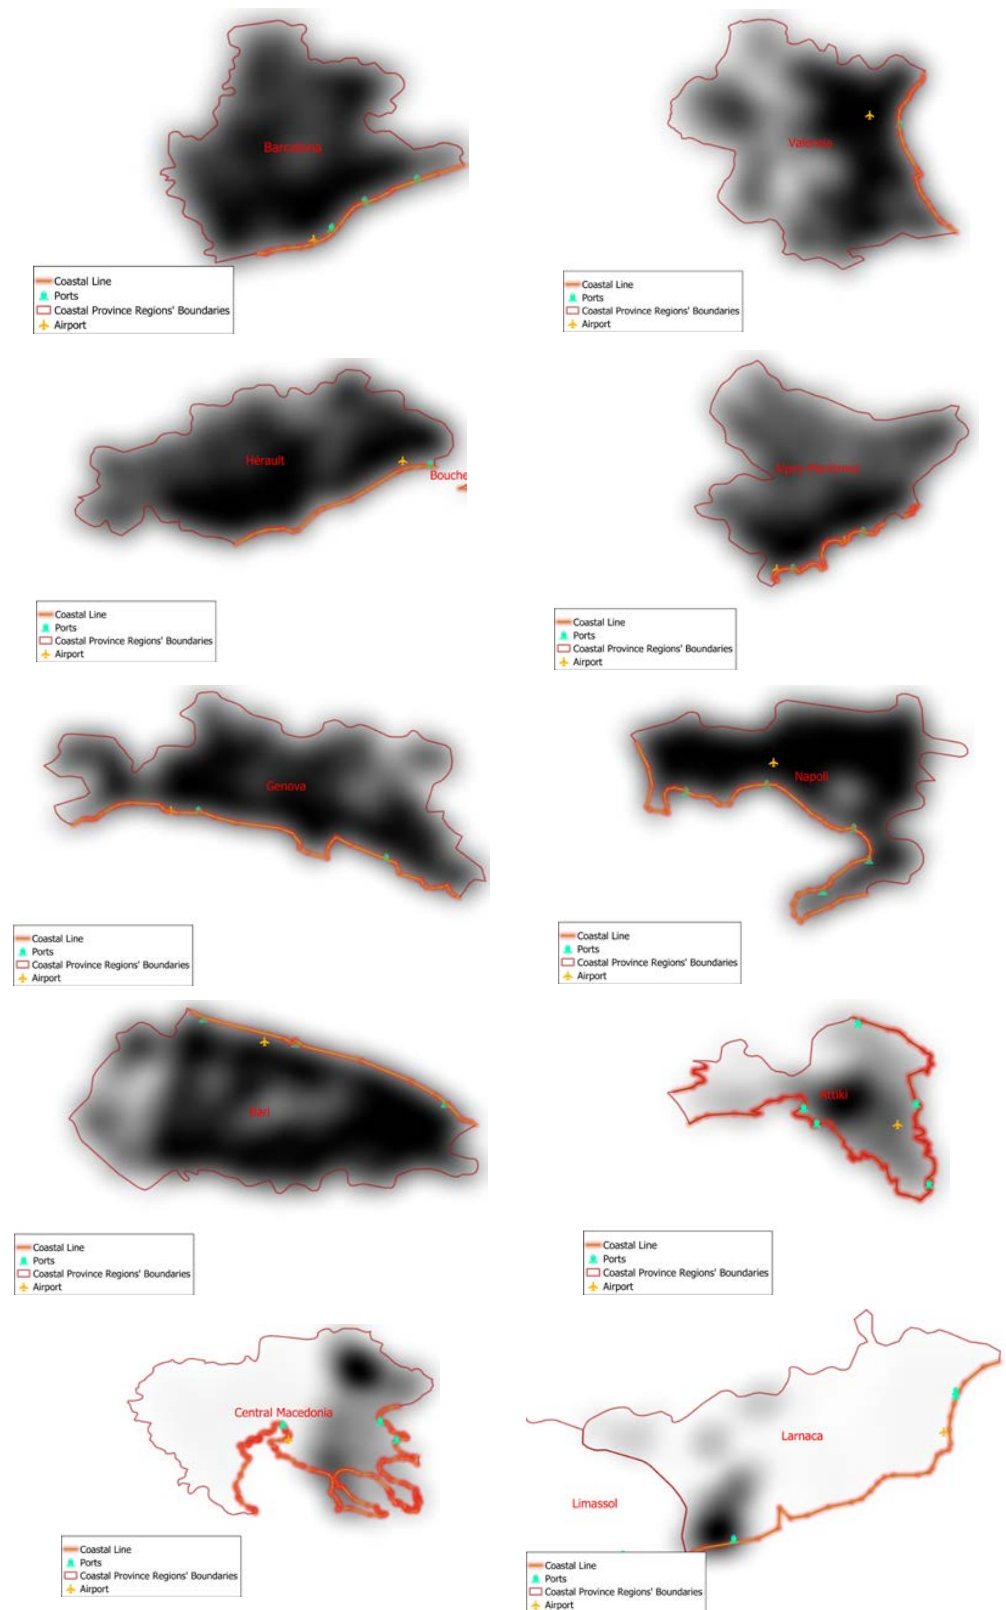 Barcelona
Coastal Line
Ports
Coastal Province Regions' Boundaries
Airport
Valencia
Coastal Line
Ports
Coastal Province Regions' Boundaries
Airport
Hérault
Bouche
Coastal Line
Ports
Coastal Province Regions' Boundaries
Airport
Alpes Maritimes
Coastal Line
Ports
Coastal Province Regions' Boundaries
Airport
Genova
Coastal Line
Ports
Coastal Province Regions' Boundaries
Airport
Napoli
Coastal Line
Ports
Coastal Province Regions' Boundaries
Airport
Bari
Coastal Line
Ports
Coastal Province Regions' Boundaries
Airport
Attiki
Coastal Line
Ports
Coastal Province Regions' Boundaries
Airport
Central Macedonia
Coastal Line
Ports
Coastal Province Regions' Boundaries
Airport
Larnaca
Limassol
Coastal Line
Ports
Coastal Province Regions' Boundaries
Airport